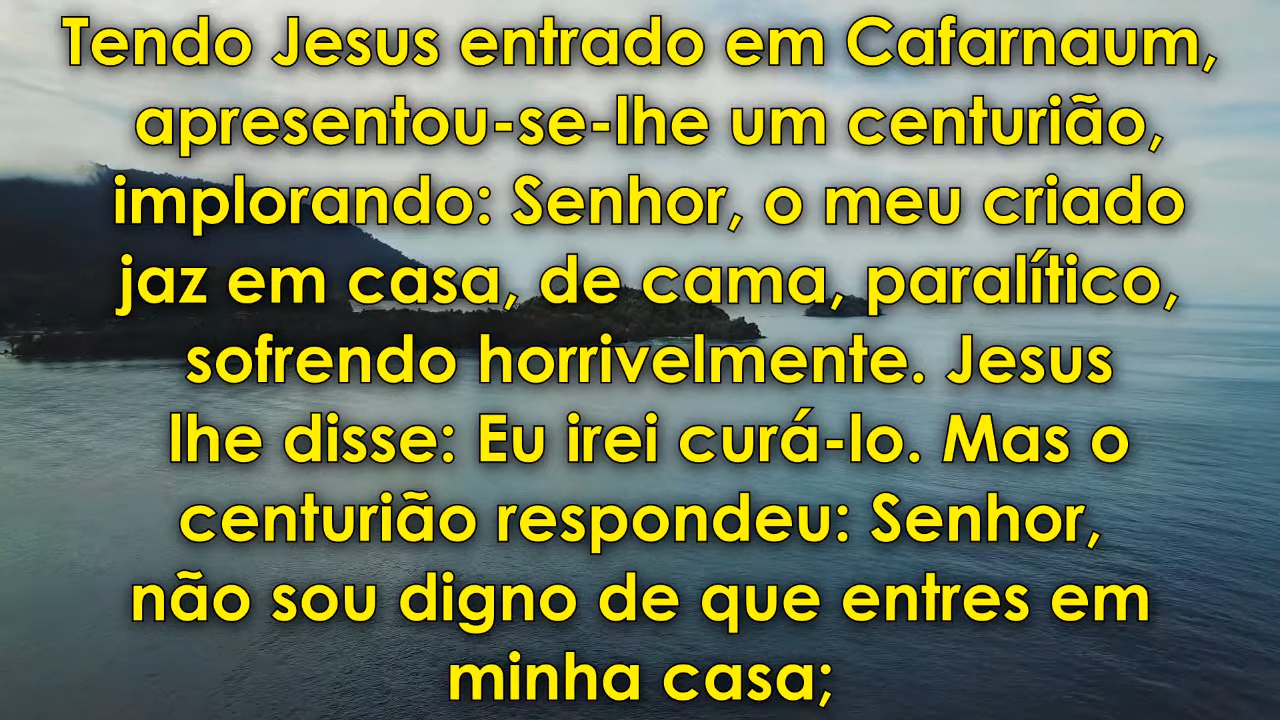 Tendo Jesus entrado em Cafarnaum,
apresentou-se-lhe um centurião,
implorando: Senhor, o meu criado
jaz em casa, de cama, paralítico,
sofrendo horrivelmente. Jesus
lhe disse: Eu irei curá-lo. Mas o
centurião respondeu: Senhor,
não sou digno de que entres em
minha casa;